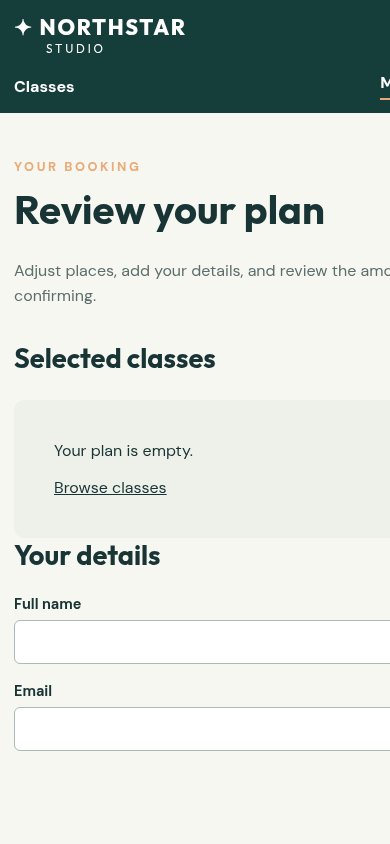 ✦ NORTHSTAR
STUDIO
Classes
YOUR BOOKING
Review your plan
Adjust places, add your details, and review the
confirming.
Selected classes
Your plan is empty.
Browse classes
Your details
Full name
Email